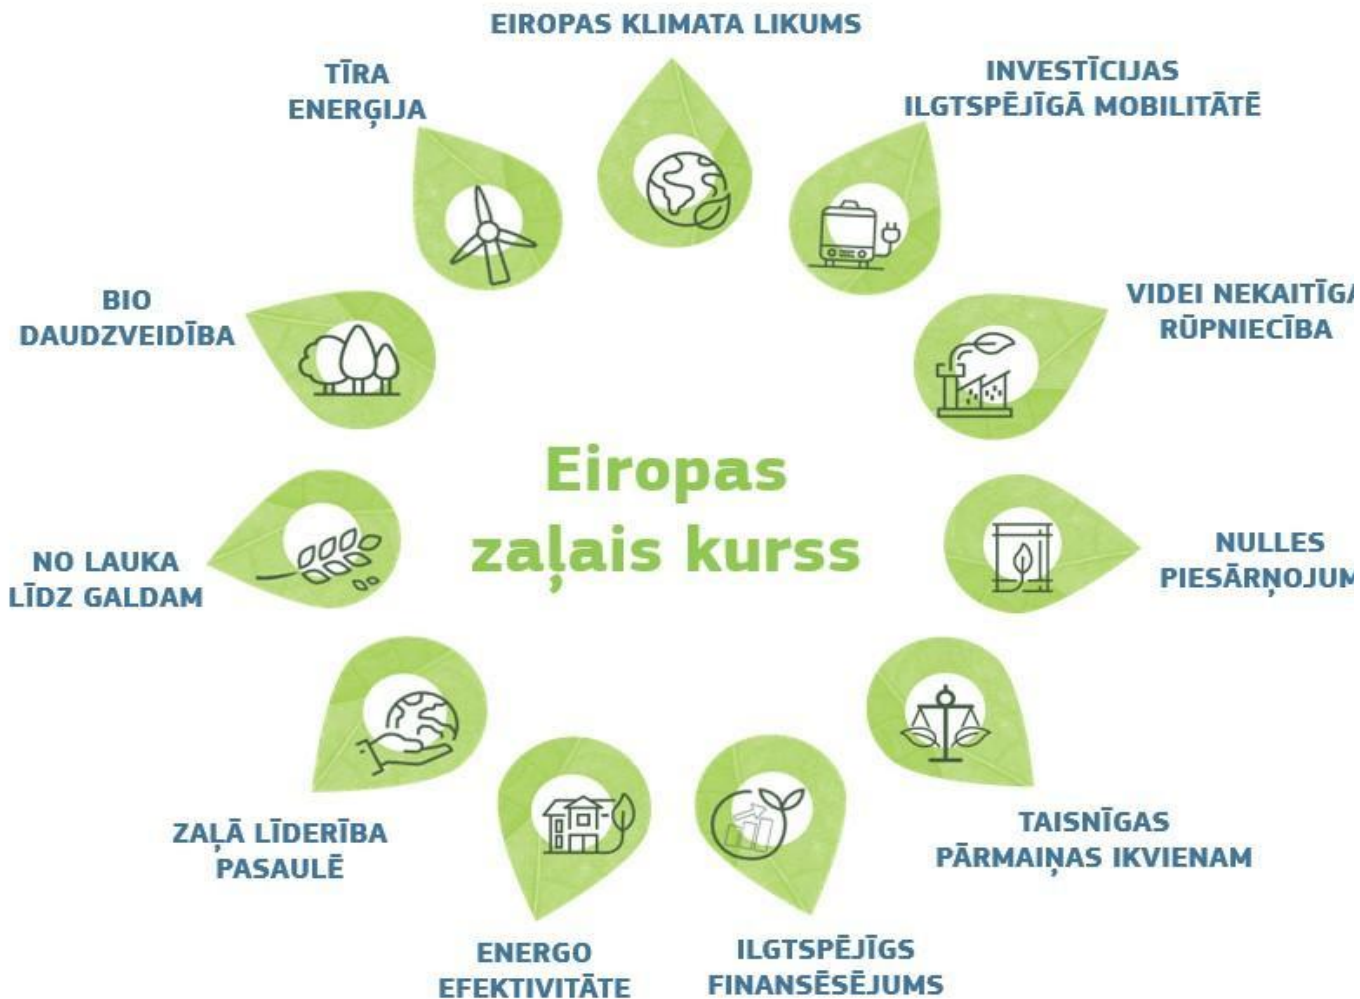 EIROPAS KLIMATA LIKUMS
INVESTĪCIJAS
ILGTSPĒJĪGĀ MOBILITĀTĒ
VIDEI NEKAITĪGA
RŪPNIECĪBA
NULLES
PIESĀRŅOJUM
TAISNĪGAS
PĀRMAIŅAS IKVIENAM
ILGTSPĒJĪGS
FINANSĒSĒJUMS
ENERGO
EFEKTIVITĀTE
ZAĻĀ LĪDERĪBA
PASAULĒ
NO LAUKA
LĪDZ GALDAM
BIO
DAUDZVEIDĪBA
TĪRA
ENERĢIJA
Eiropas
zaļais kurss